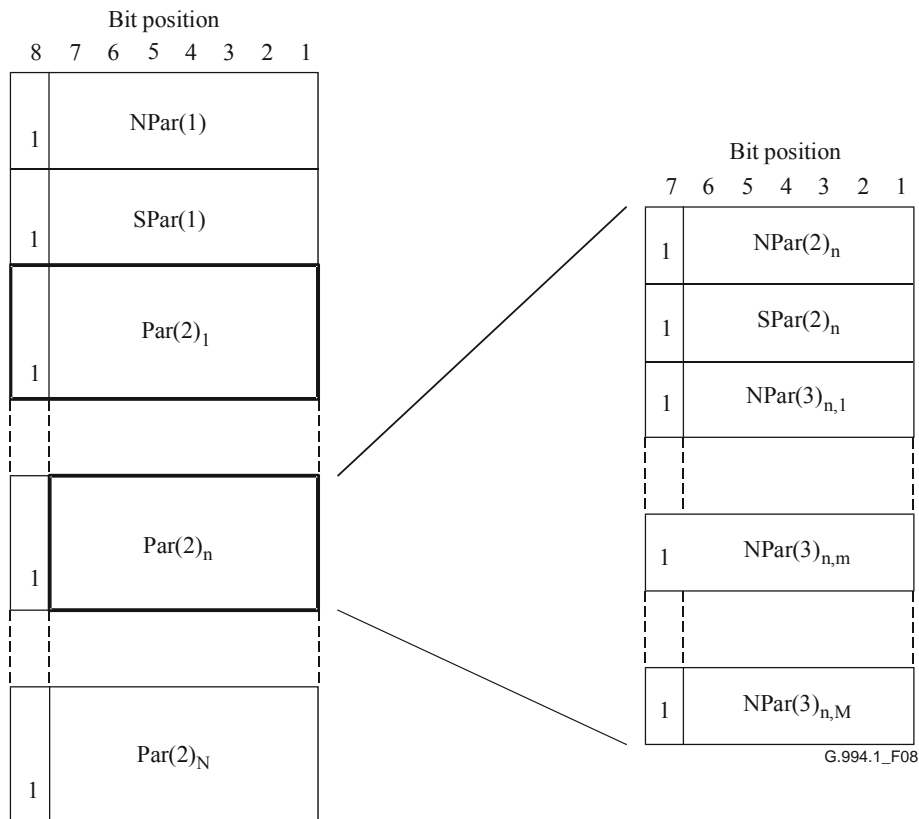 Bit position
8 7 6 5 4 3 2 1
NPar(1)
1
SPar(1)
1
Par(2)1
1
Par(2)n
1
Par(2)N
1
Bit position
7 6 5 4 3 2 1
1 NPar(2)n
1 SPar(2)n
1 NPar(3)n,1
1 NPar(3)n,m
1 NPar(3)n,M
G.994.1_F08